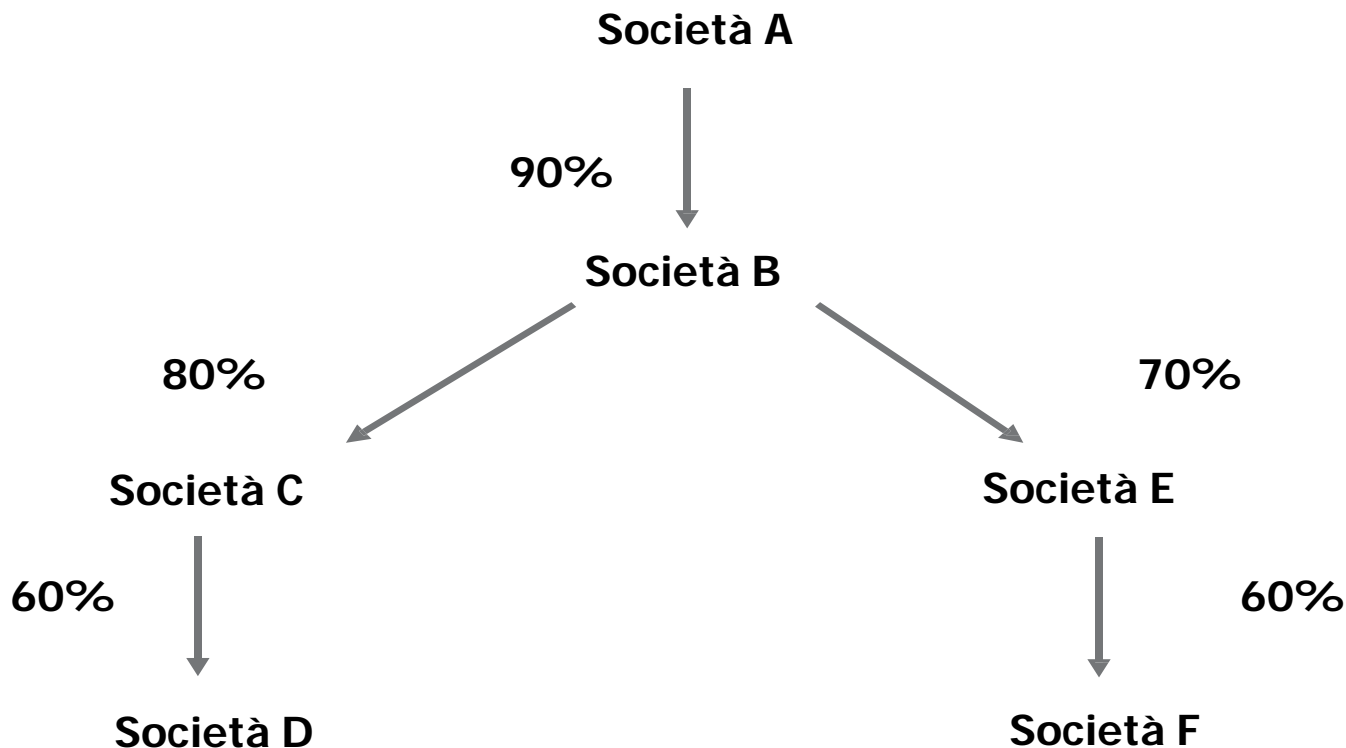 Società A
90%
Società B
80%
70%
Società C
Società E
60%
60%
Società D
Società F